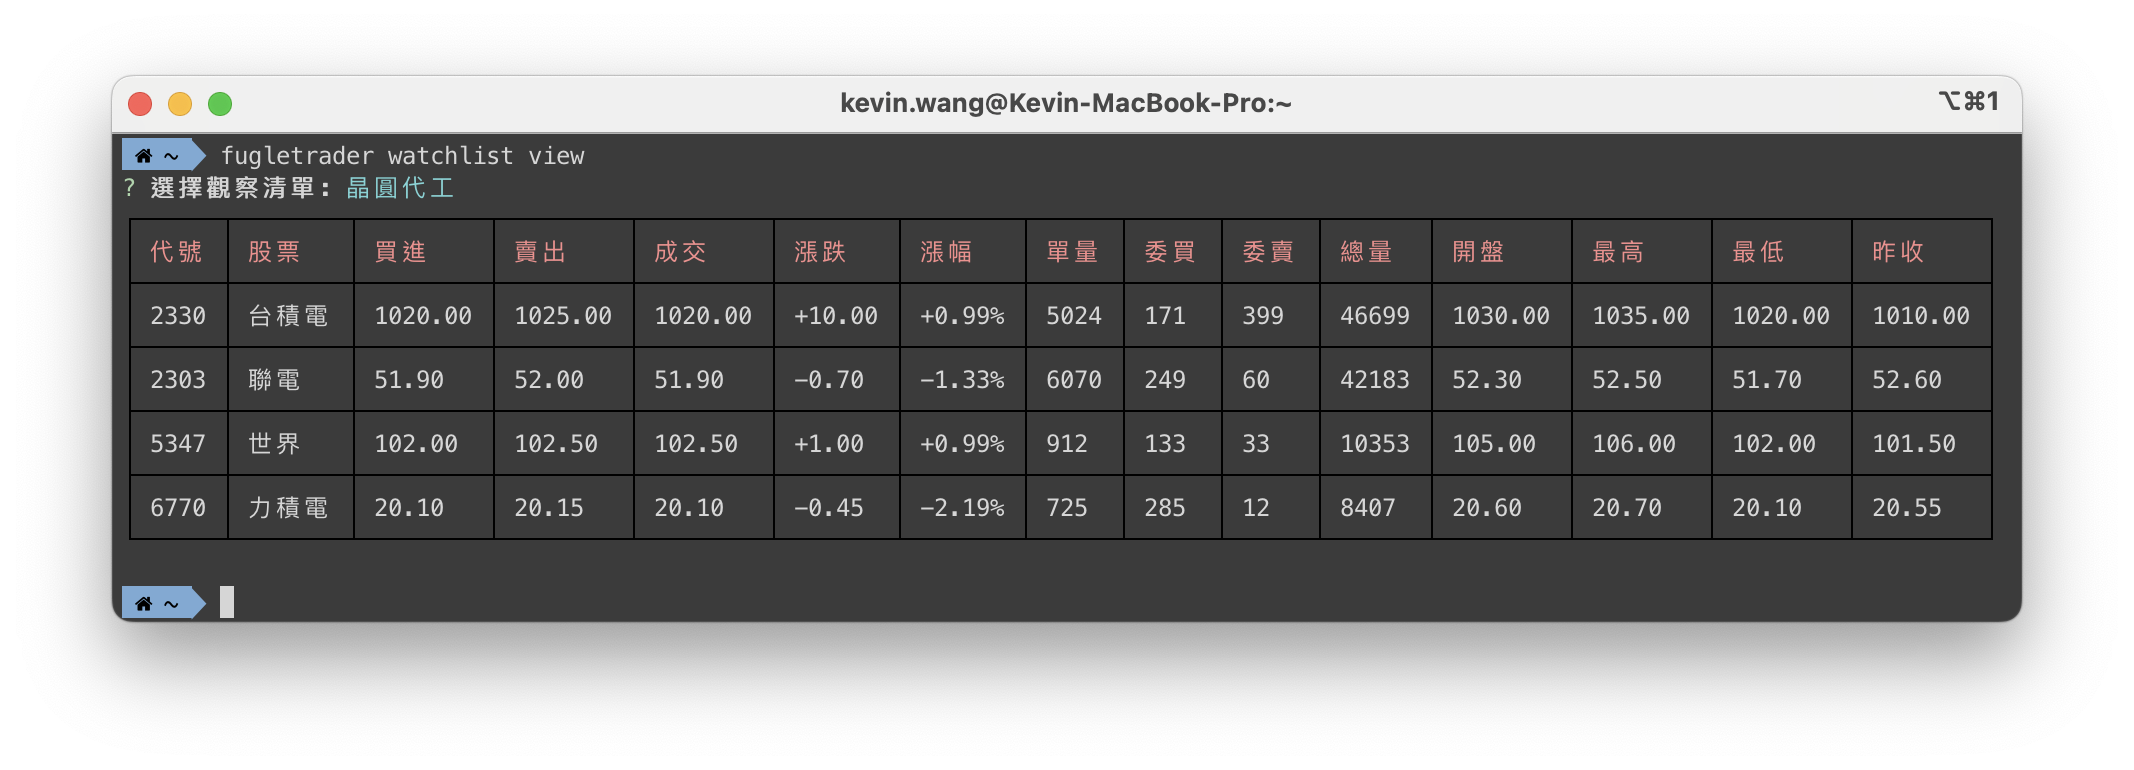 kevin.wang@Kevin-MacBook-Pro:~ ⌥⌘1
~ fugletrader watchlist view
? 選擇觀察清單: 晶圓代工
代號 股票 買進 賣出 成交 漲跌 漲幅 單量 委買 委賣 總量 開盤 最高 最低 昨收
2330 台積電 1020.00 1025.00 1020.00 +10.00 +0.99% 5024 171 399 46699 1030.00 1035.00 1020.00 1010.00
2303 聯電 51.90 52.00 51.90 -0.70 -1.33% 6070 249 60 42183 52.30 52.50 51.70 52.60
5347 世界 102.00 102.50 102.50 +1.00 +0.99% 912 133 33 10353 105.00 106.00 102.00 101.50
6770 力積電 20.10 20.15 20.10 -0.45 -2.19% 725 285 12 8407 20.60 20.70 20.10 20.55
~